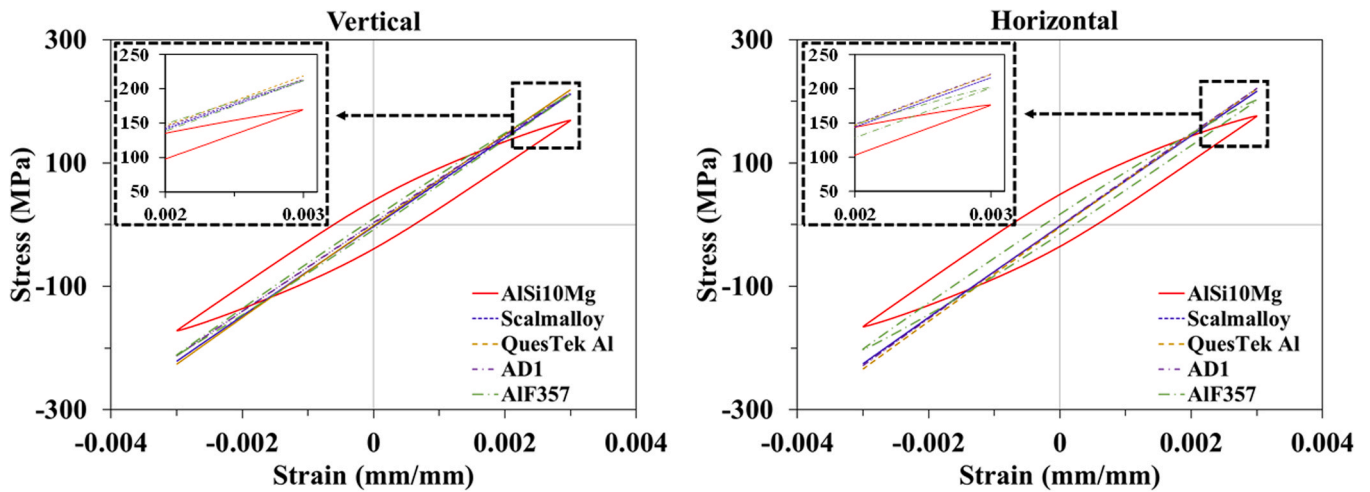 Vertical
300
100
-100
-300
Stress (MPa)
-0.004
-0.002
0
0.002
0.004
Strain (mm/mm)
250
200
150
100
50
0.002
0.003
AlSi10Mg
Scalmalloy
QuesTek Al
AD1
AlF357
Horizontal
300
100
-100
-300
Stress (MPa)
-0.004
-0.002
0
0.002
0.004
Strain (mm/mm)
250
200
150
100
50
0.002
0.003
AlSi10Mg
Scalmalloy
QuesTek Al
AD1
AlF357